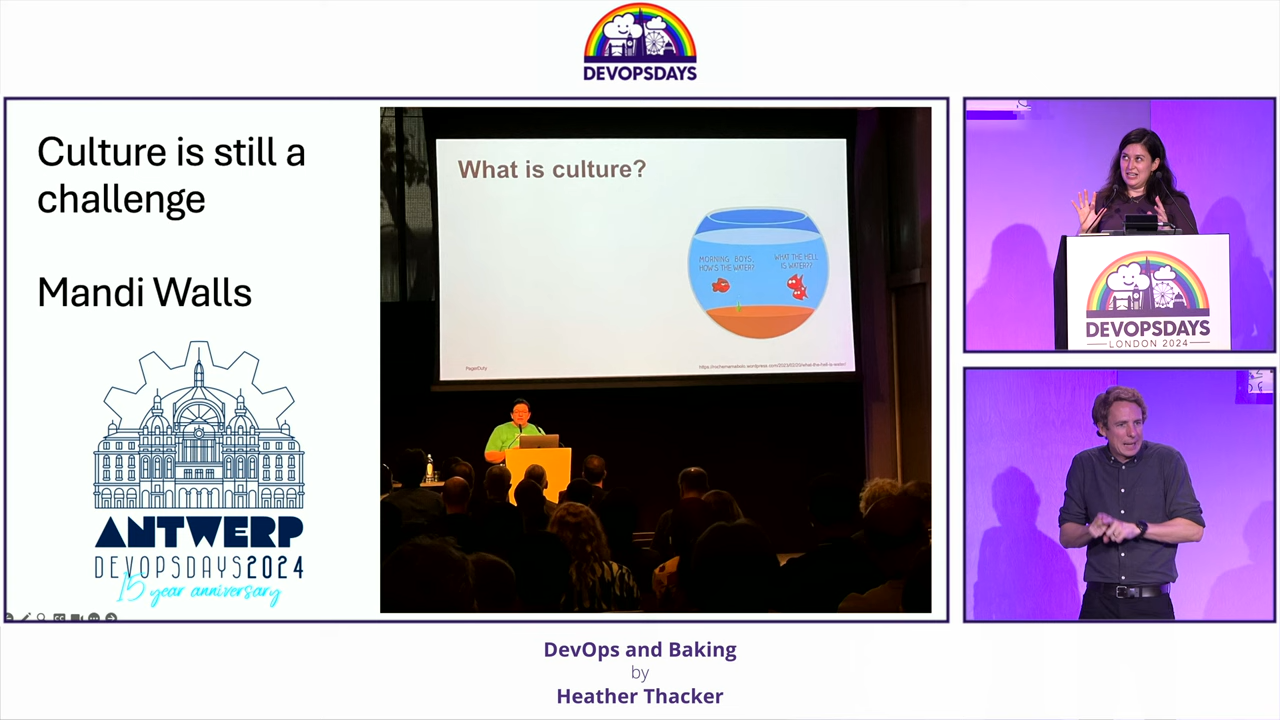 DEVOPSDAYS
Culture is still a
challenge
Mandi Walls
ANTWERP
DEVOPSDAYS2024
15 year anniversary
What is culture?
MORNING BOYS,
HOW'S THE WATER?
WHAT THE HELL
IS WATER??
PagerDuty
DEVOPSDAYS
LONDON 2024
DevOps and Baking
by
Heather Thacker